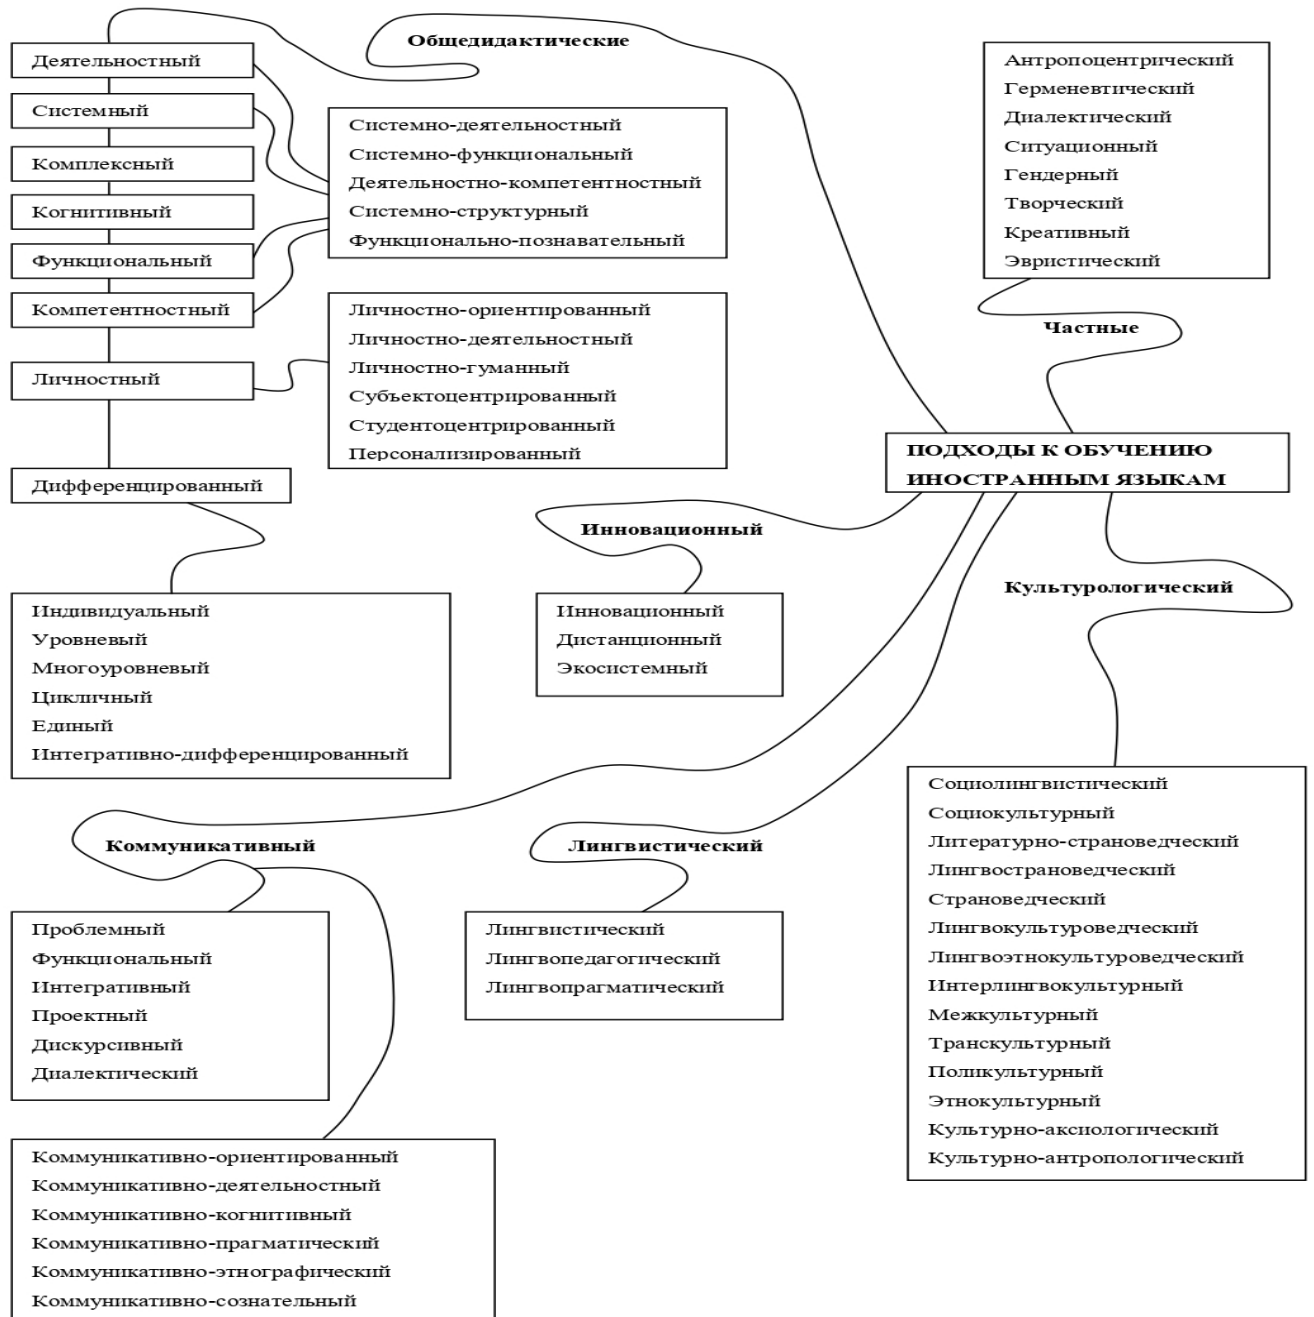 Общедидактические
Деятельностный
Системный
Комплексный
Когнитивный
Функциональный
Компетентностный
Личностный
Дифференцированный
Системно-деятельностный
Системно-функциональный
Деятельностно-компетентностный
Системно-структурный
Функционально-познавательный
Личностно-ориентированный
Личностно-деятельностный
Личностно-гуманный
Субъектоцентрированный
Студентоцентрированный
Персонализированный
Индивидуальный
Уровневый
Многоуровневый
Цикличный
Единый
Интегративно-дифференцированный
Антропоцентрический
Герменевтический
Диалектический
Ситуационный
Гендерный
Творческий
Креативный
Эвристический
Частные
ПОДХОДЫ К ОБУЧЕНИЮ
ИНОСТРАННЫМ ЯЗЫКАМ
Инновационный
Инновационный
Дистанционный
Экосистемный
Культурологический
Социолингвистический
Социокультурный
Литературно-страноведческий
Лингвострановедческий
Страноведческий
Лингвокультуроведческий
Лингвоэтнокультуроведческий
Интерлингвокультурный
Межкультурный
Транскультурный
Поликультурный
Этнокультурный
Культурно-аксиологический
Культурно-антропологический
Коммуникативный
Проблемный
Функциональный
Интегративный
Проектный
Дискурсивный
Диалектический
Коммуникативно-ориентированный
Коммуникативно-деятельностный
Коммуникативно-когнитивный
Коммуникативно-прагматический
Коммуникативно-этнографический
Коммуникативно-сознательный
Лингвистический
Лингвистический
Лингвопедагогический
Лингвопрагматический